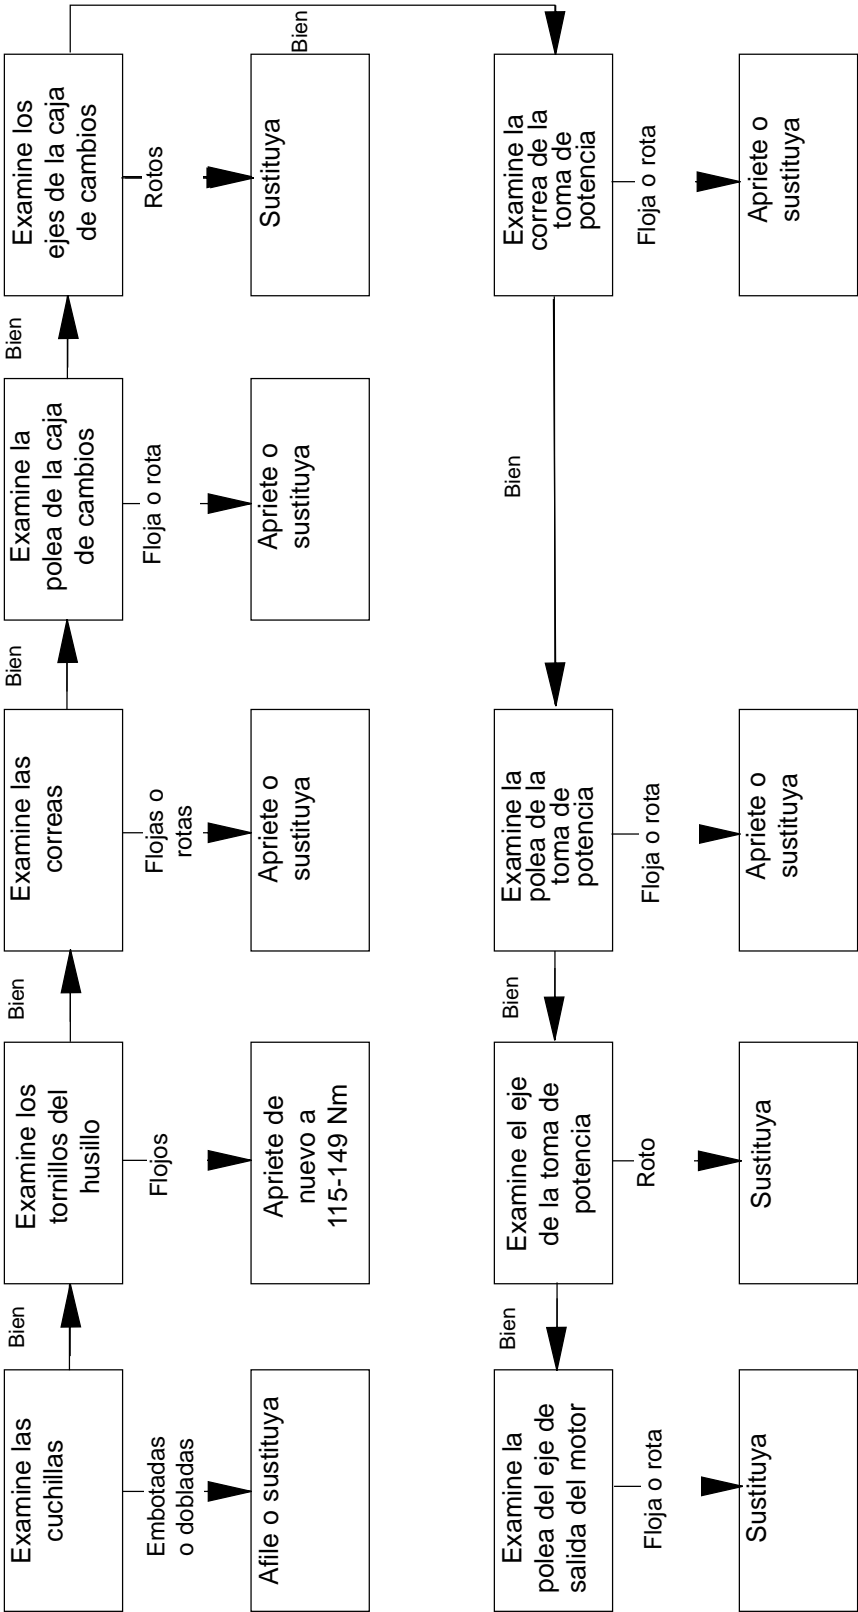 Examine las
cuchillas
Bien
Examine los
tornillos del
husillo
Bien
Examine las
correas
Bien
Examine la
polea de la caja
de cambios
Bien
Examine los
ejes de la caja
de cambios
Bien
Embotadas
o dobladas
Flojos
Flojas o
rotas
Floja o rota
Rotos
Afile o sustituya
Apriete de
nuevo a
115-149 Nm
Apriete o
sustituya
Apriete o
sustituya
Sustituya
Examine la
polea del eje de
salida del motor
Bien
Examine el eje
de la toma de
potencia
Bien
Examine la
polea de la
toma de
potencia
Bien
Examine la
correa de la
toma de
potencia
Floja o rota
Roto
Floja o rota
Floja o rota
Sustituya
Sustituya
Apriete o
sustituya
Apriete o
sustituya